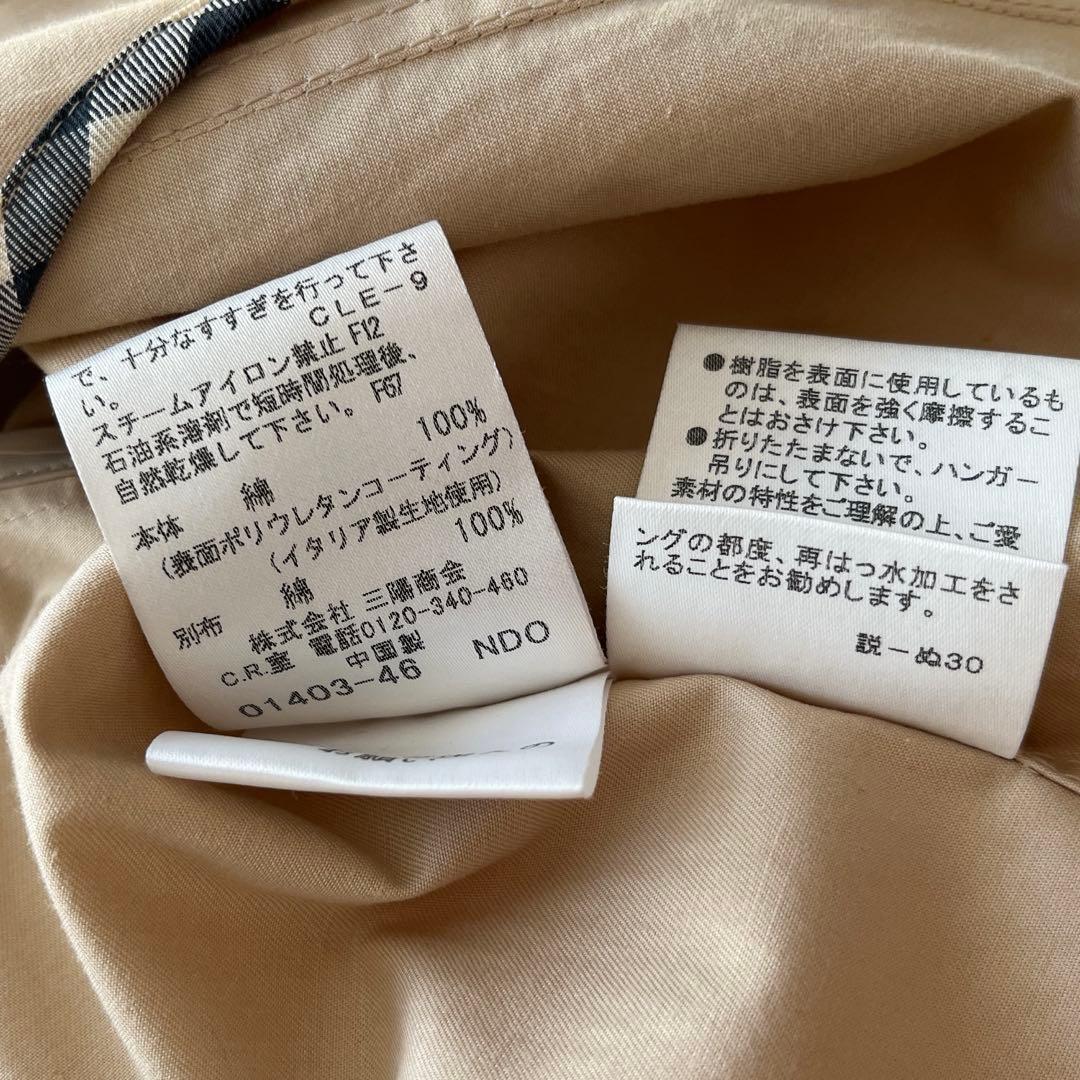 で、十分なすすぎを行って下さ
い。 CLE-9
スチームアイロン禁止 F12
石油系溶剤で短時間処理後、
自然乾燥して下さい。 F67
本体 綿 100%
(表面ポリウレタンコーティング)
(イタリア製生地使用)
別布 綿 100%
株式会社 三陽商会
C.R.室 電話0120-340-460
中国製
01403-46 NDO
●樹脂を表面に使用しているも
のは、表面を強く摩擦するこ
とはおさけ下さい。
●折りたたまないで、ハンガー
吊りにして下さい。
素材の特性をご理解の上、ご愛
ングの都度、再はっ水加工をさ
れることをお勧めします。
説-ぬ30